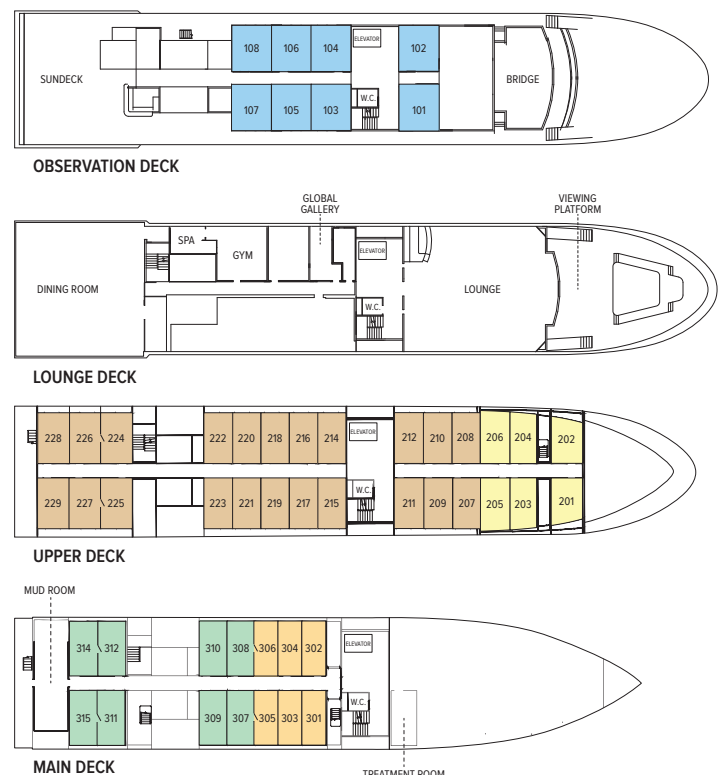 108
106
104
ELEVATOR
102
SUNDECK
BRIDGE
107
105
103
W.C.
101
OBSERVATION DECK
GLOBAL
GALLERY
VIEWING
PLATFORM
SPA
GYM
ELEVATOR
DINING ROOM
LOUNGE
W.C.
LOUNGE DECK
228
226
224
222
220
218
216
214
ELEVATOR
212
210
208
206
204
202
229
227
225
223
221
219
217
215
W.C.
211
209
207
205
203
201
UPPER DECK
MUD ROOM
314
312
310
308
306
304
302
ELEVATOR
315
311
309
307
305
303
301
W.C.
MAIN DECK
TREATMENT ROOM